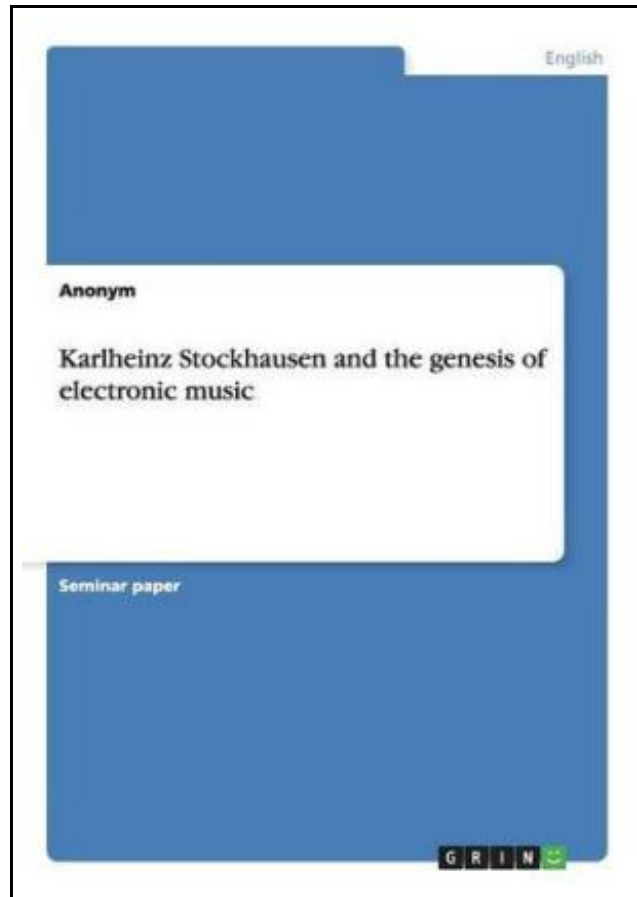 English
Anonym
Karlheinz Stockhausen and the genesis of
electronic music
Seminar paper
GRIN